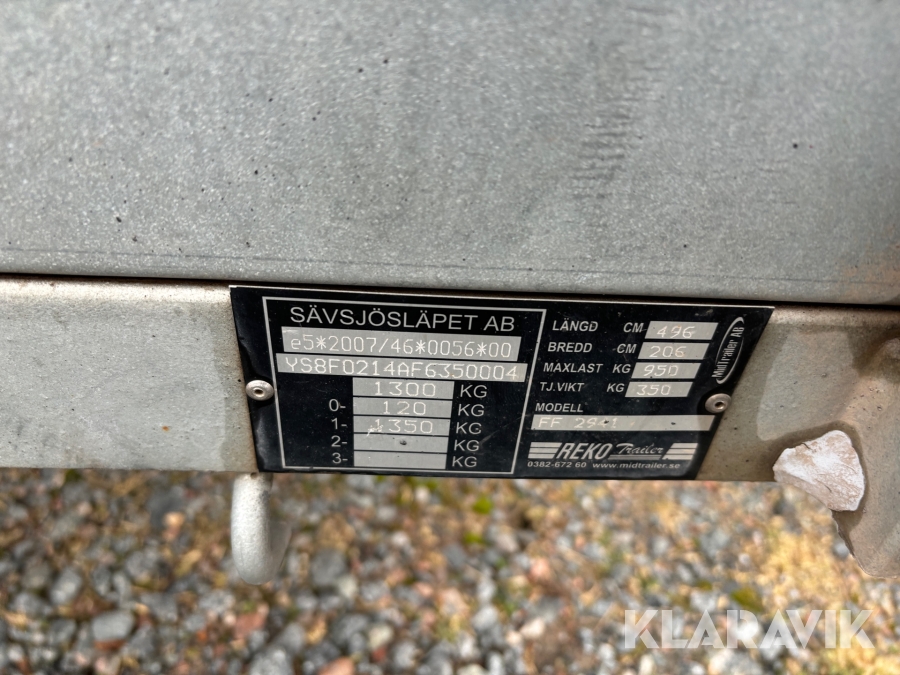 SÄVSJÖSLÄPET AB
e5*2007/46*0056*00
YS8F0214AF6350004
1300 KG
0- 120 KG
1- 1350 KG
2- KG
3- KG
LÄNGD CM 496
BREDD CM 206
MAXLAST KG 950
TJ.VIKT KG 350
MODELL
FF
REKO Trailer
0382-672 60 www.midtrailer.se
MidTrailer AB
KLARAVIK